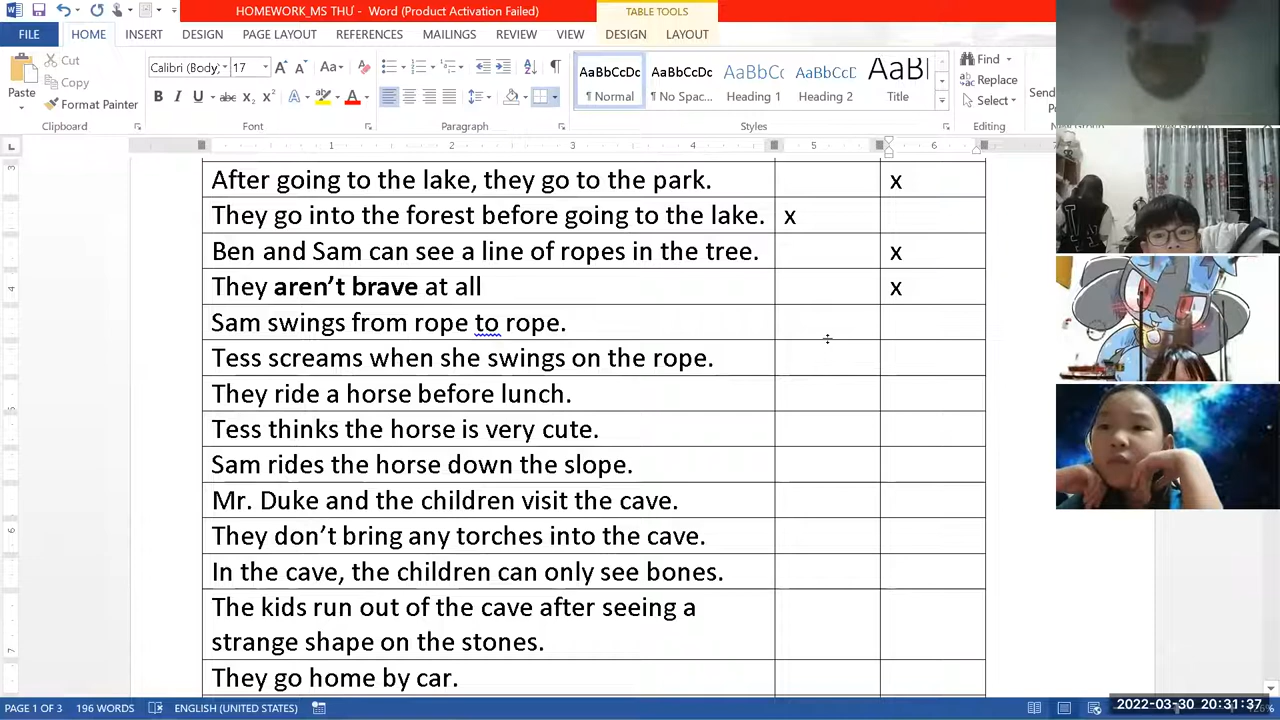 HOMEWORK_MS THƯ - Word (Product Activation Failed)
TABLE TOOLS
FILE HOME INSERT DESIGN PAGE LAYOUT REFERENCES MAILINGS REVIEW VIEW DESIGN LAYOUT
Cut
Copy
Format Painter
Paste
Calibri (Body) 17
AaBbCcDc AaBbCcDc AaBbCc AaBbCcD AaBb
¶ Normal ¶ No Spac... Heading 1 Heading 2 Title
Find
Replace
Select
Send
Clipboard Font Paragraph Styles Editing
1 2 3 4 5 6
After going to the lake, they go to the park. x
They go into the forest before going to the lake. x
Ben and Sam can see a line of ropes in the tree. x
They aren't brave at all x
Sam swings from rope to rope.
Tess screams when she swings on the rope.
They ride a horse before lunch.
Tess thinks the horse is very cute.
Sam rides the horse down the slope.
Mr. Duke and the children visit the cave.
They don't bring any torches into the cave.
In the cave, the children can only see bones.
The kids run out of the cave after seeing a
strange shape on the stones.
They go home by car.
PAGE 1 OF 3 196 WORDS ENGLISH (UNITED STATES)
2022-03-30 20:31:37